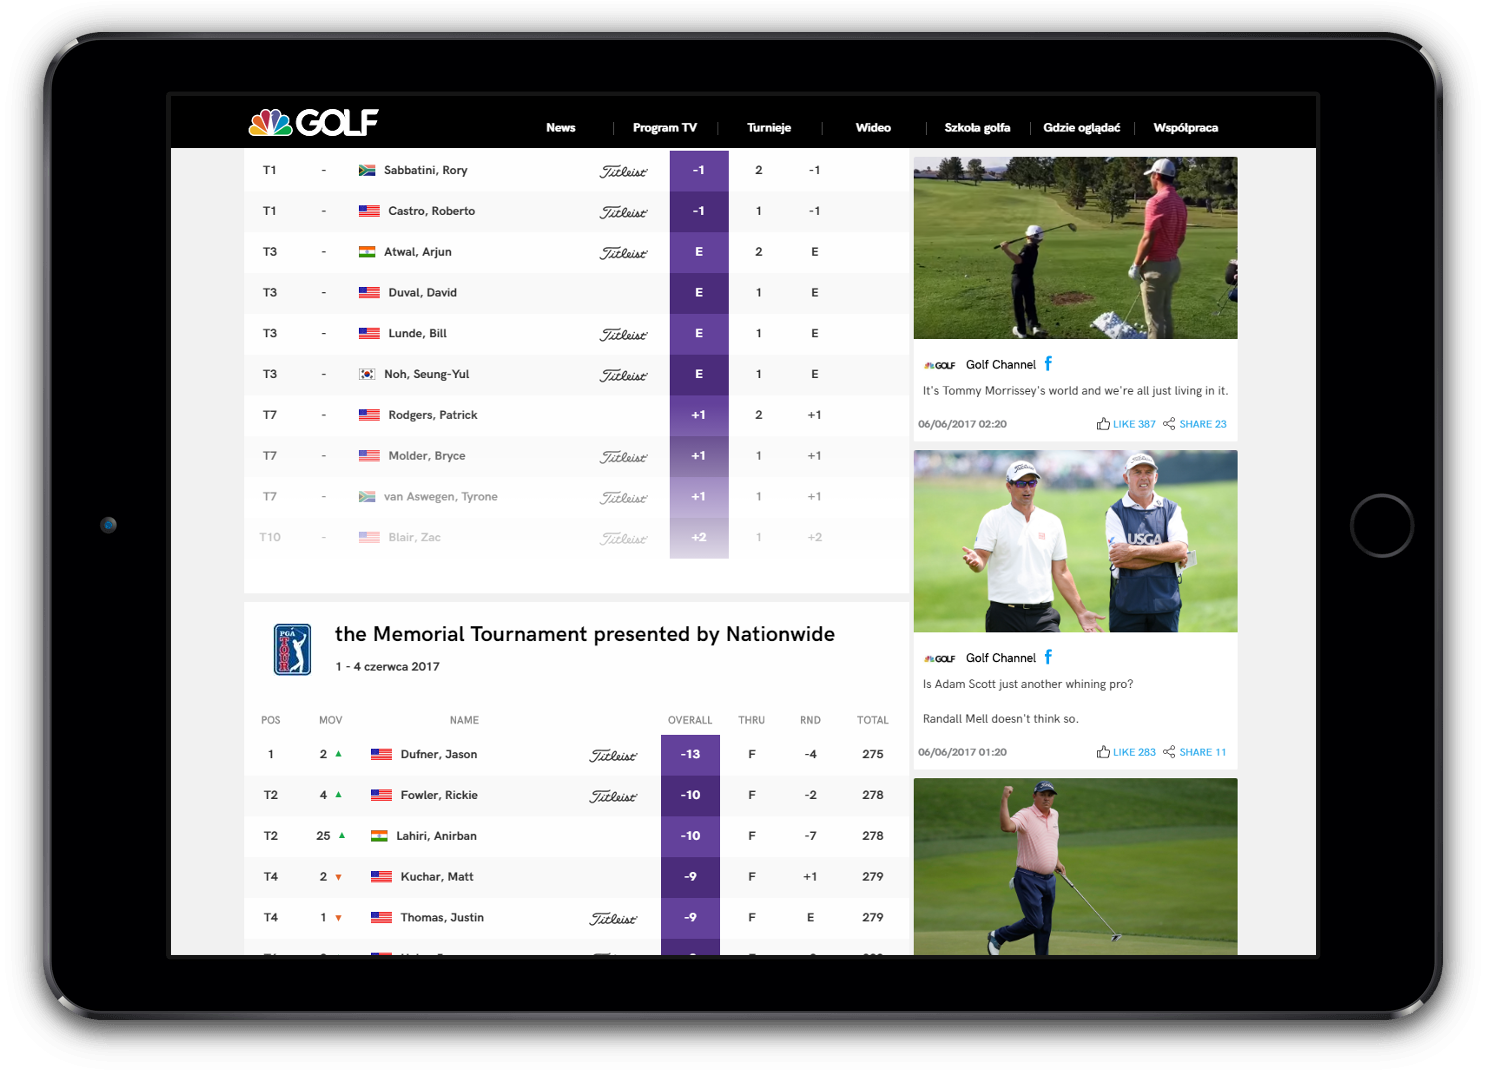 GOLF
News Program TV Turnieje Wideo Szkoła golfa Gdzie oglądać Współpraca
T1 - Sabbatini, Rory Titleist -1 2 -1
T1 - Castro, Roberto Titleist -1 1 -1
T3 - Atwal, Arjun Titleist E 2 E
T3 - Duval, David E 1 E
T3 - Lunde, Bill Titleist E 1 E
T3 - Noh, Seung-Yul Titleist E 1 E
T7 - Rodgers, Patrick +1 2 +1
T7 - Molder, Bryce Titleist +1 1 +1
T7 - van Aswegen, Tyrone Titleist +1 1 +1
T10 - Blair, Zac Titleist +2 1 +2
PGA TOUR
the Memorial Tournament presented by Nationwide
1 - 4 czerwca 2017
POS MOV NAME OVERALL THRU RND TOTAL
1 2 Dufner, Jason Titleist -13 F -4 275
T2 4 Fowler, Rickie Titleist -10 F -2 278
T2 25 Lahiri, Anirban -10 F -7 278
T4 2 Kuchar, Matt -9 F +1 279
T4 1 Thomas, Justin Titleist -9 F E 279
GOLF Golf Channel
It's Tommy Morrissey's world and we're all just living in it.
06/06/2017 02:20 LIKE 387 SHARE 23
USGA
GOLF Golf Channel
Is Adam Scott just another whining pro?
Randall Mell doesn't think so.
06/06/2017 01:20 LIKE 283 SHARE 11